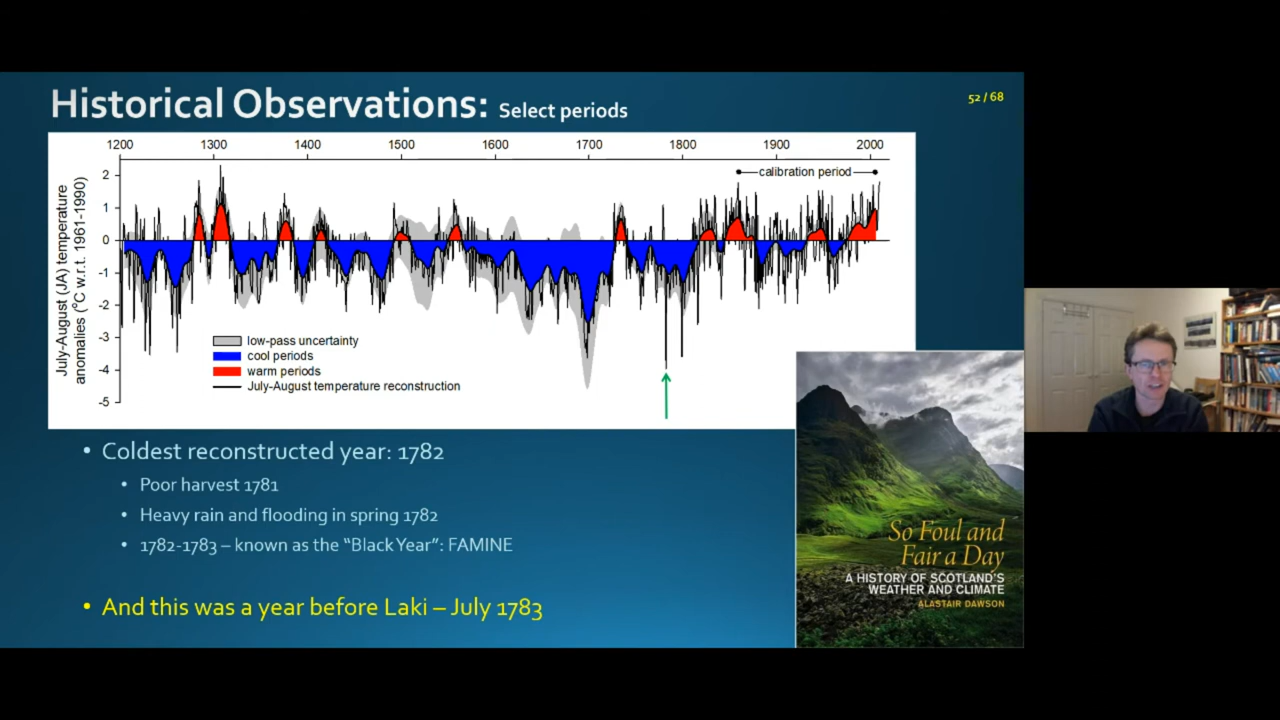 Historical Observations: Select periods
52 / 68
1200 1300 1400 1500 1600 1700 1800 1900 2000
calibration period
July-August (JA) temperature
anomalies (°C w.r.t. 1961-1990)
2
1
0
-1
-2
-3
-4
-5
low-pass uncertainty
cool periods
warm periods
July-August temperature reconstruction
• Coldest reconstructed year: 1782
• Poor harvest 1781
• Heavy rain and flooding in spring 1782
• 1782-1783 – known as the “Black Year”: FAMINE
• And this was a year before Laki – July 1783
So Foul and
Fair a Day
A HISTORY OF SCOTLAND'S
WEATHER AND CLIMATE
ALASTAIR DAWSON